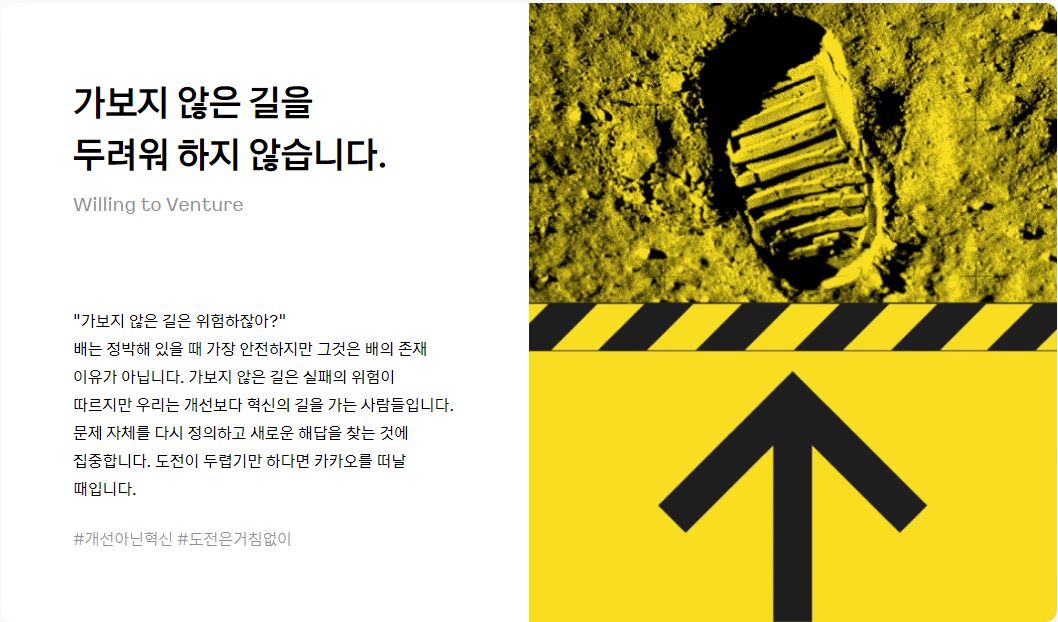 가보지 않은 길을
두려워 하지 않습니다.
Willing to Venture
"가보지 않은 길은 위험하잖아?"
배는 정박해 있을 때 가장 안전하지만 그것은 배의 존재
이유가 아닙니다. 가보지 않은 길은 실패의 위험이
따르지만 우리는 개선보다 혁신의 길을 가는 사람들입니다.
문제 자체를 다시 정의하고 새로운 해답을 찾는 것에
집중합니다. 도전이 두렵기만 하다면 카카오를 떠날
때입니다.
#개선아닌혁신 #도전은거침없이